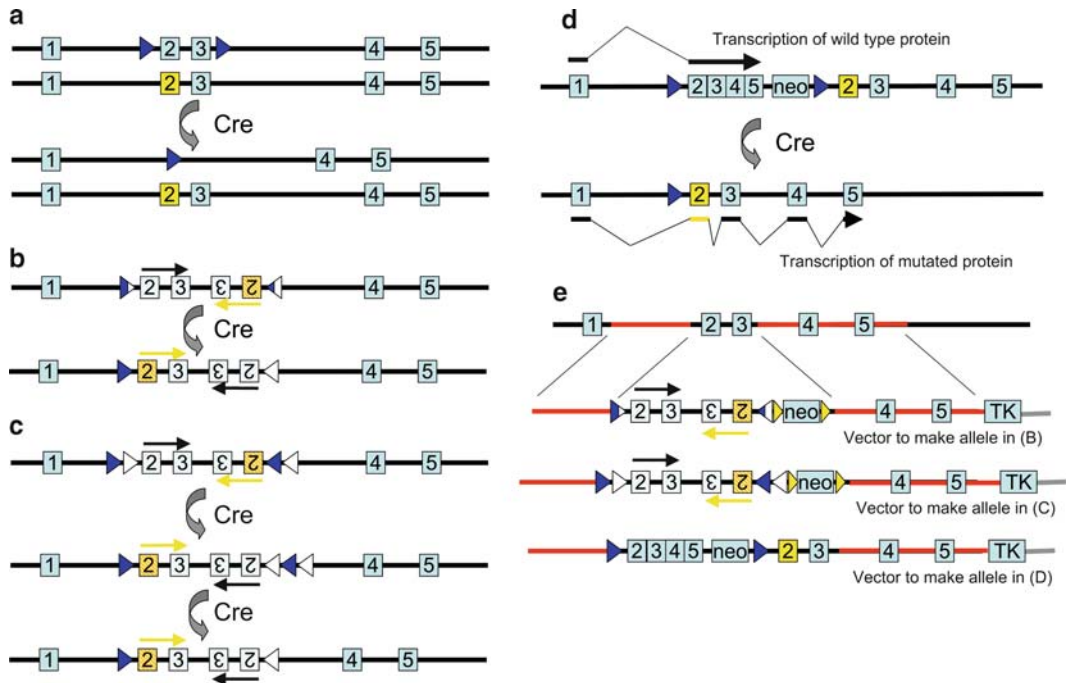 a
1 2 3 4 5
1 2 3 4 5
Cre
1 4 5
1 2 3 4 5
b
1 2 3 3 2 4 5
Cre
1 2 3 3 2 4 5
c
1 2 3 3 2 4 5
Cre
1 2 3 3 2 4 5
Cre
1 2 3 3 2 4 5
d
Transcription of wild type protein
1 2 3 4 5 neo 2 3 4 5
Cre
1 2 3 4 5
Transcription of mutated protein
e
1 2 3 4 5
2 3 3 2 neo 4 5 TK
Vector to make allele in (B)
2 3 3 2 neo 4 5 TK
Vector to make allele in (C)
2 3 4 5 neo 2 3 4 5 TK
Vector to make allele in (D)